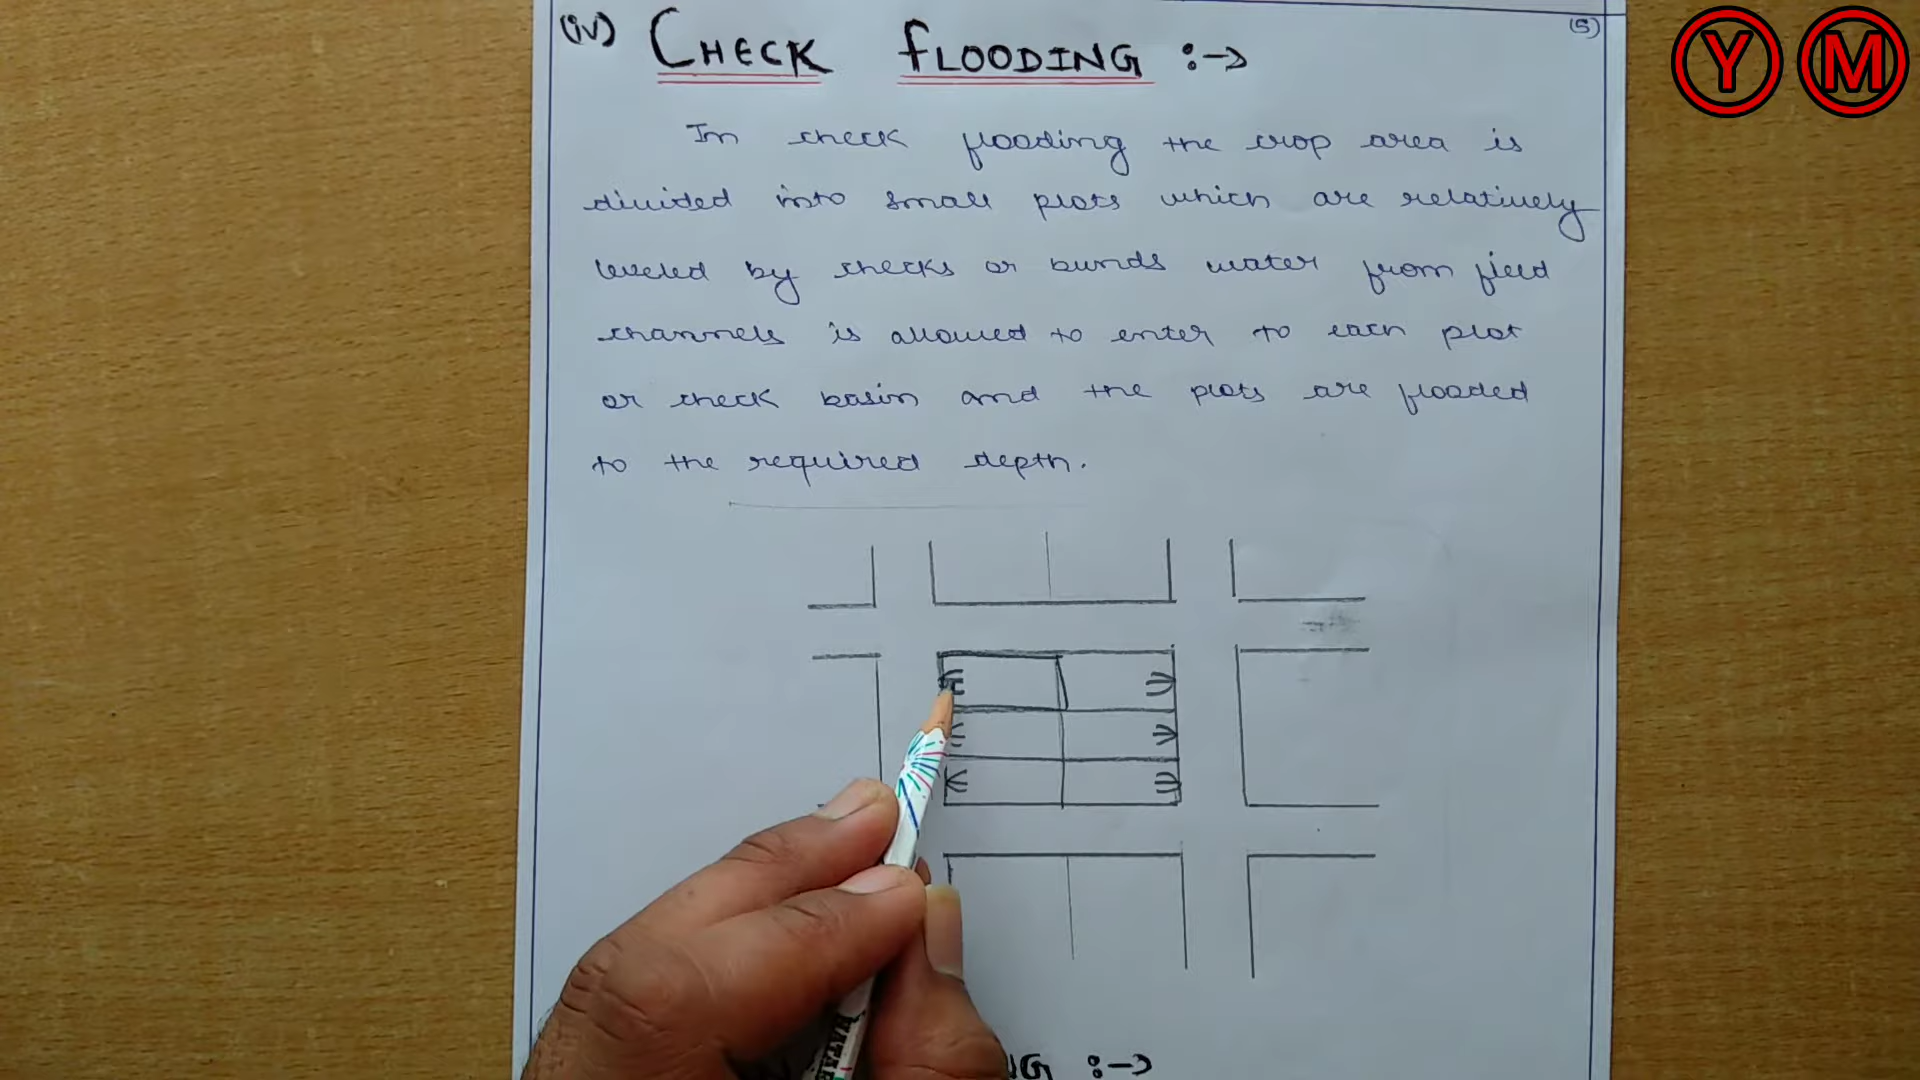 (iv) CHECK FLOODING :→
(5)
Y M
In check flooding the crop area is
divided into small plots which are relatively
leveled by checks or bunds water from field
channels is allowed to enter to each plot
or check basin and the plots are flooded
to the required depth.
NG :→